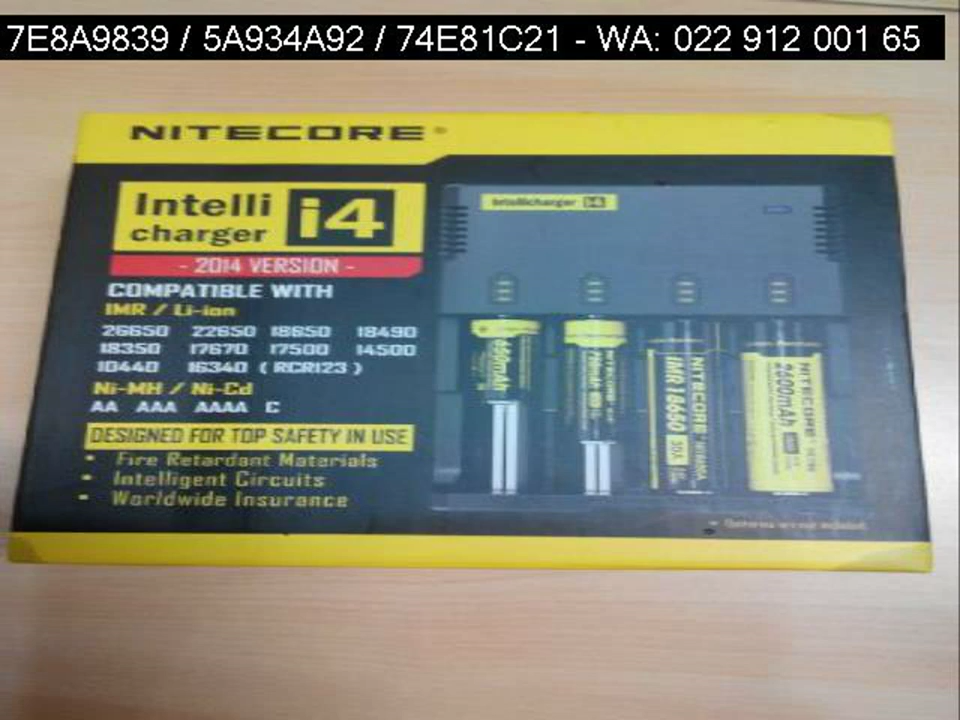 7E8A9839 / 5A934A92 / 74E81C21 - WA: 022 912 001 65
NITECORE
Intelli
charger
i4
- 2014 VERSION -
COMPATIBLE WITH
IMR / Li-ion
26650 22650 18650 18490
18350 17670 17500 14500
10440 16340 ( RCR123 )
Ni-MH / Ni-Cd
AA AAA AAAA C
DESIGNED FOR TOP SAFETY IN USE
• Fire Retardant Materials
• Intelligent Circuits
• Worldwide Insurance
Intellicharger i4
650mAh
NITECORE
IMR 18650
NITECORE
2600mAh